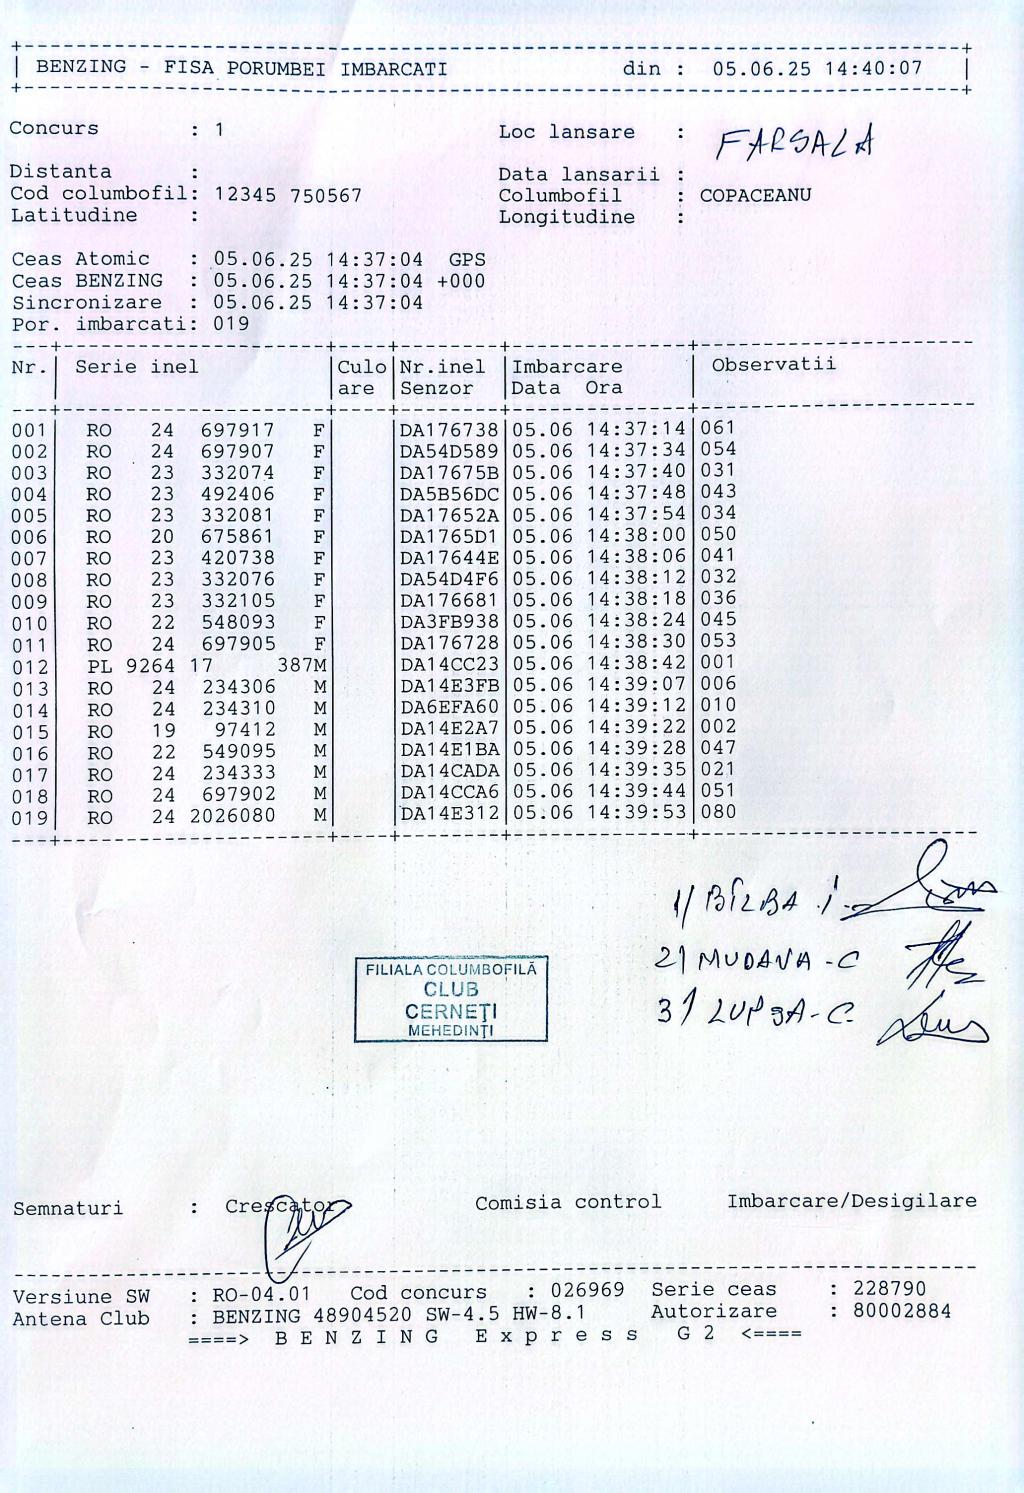 BENZING - FISA PORUMBEI IMBARCATI din : 05.06.25 14:40:07
Concurs : 1 Loc lansare : FARSALA
Distanta : Data lansarii :
Cod columbofil: 12345 750567 Columbofil : COPACEANU
Latitudine : Longitudine :
Ceas Atomic : 05.06.25 14:37:04 GPS
Ceas BENZING : 05.06.25 14:37:04 +000
Sincronizare : 05.06.25 14:37:04
Por. imbarcati: 019
Nr. Serie inel Culo Nr.inel Imbarcare Observatii
are Senzor Data Ora
001 RO 24 697917 F DA176738 05.06 14:37:14 061
002 RO 24 697907 F DA54D589 05.06 14:37:34 054
003 RO 23 332074 F DA17675B 05.06 14:37:40 031
004 RO 23 492406 F DA5B56DC 05.06 14:37:48 043
005 RO 23 332081 F DA17652A 05.06 14:37:54 034
006 RO 20 675861 F DA1765D1 05.06 14:38:00 050
007 RO 23 420738 F DA17644E 05.06 14:38:06 041
008 RO 23 332076 F DA54D4F6 05.06 14:38:12 032
009 RO 23 332105 F DA176681 05.06 14:38:18 036
010 RO 22 548093 F DA3FB938 05.06 14:38:24 045
011 RO 24 697905 F DA176728 05.06 14:38:30 053
012 PL 9264 17 387M DA14CC23 05.06 14:38:42 001
013 RO 24 234306 M DA14E3FB 05.06 14:39:07 006
014 RO 24 234310 M DA6EFA60 05.06 14:39:12 010
015 RO 19 97412 M DA14E2A7 05.06 14:39:22 002
016 RO 22 549095 M DA14E1BA 05.06 14:39:28 047
017 RO 24 234333 M DA14CADA 05.06 14:39:35 021
018 RO 24 697902 M DA14CCA6 05.06 14:39:44 051
019 RO 24 2026080 M DA14E312 05.06 14:39:53 080
1/ BÎLBA i.
2/ MUDAVA - C
3/ LUPȘA - C.
FILIALA COLUMBOFILĂ
CLUB
CERNEȚI
MEHEDINȚI
Semnaturi : Crescator Comisia control Imbarcare/Desigilare
Versiune SW : RO-04.01 Cod concurs : 026969 Serie ceas : 228790
Antena Club : BENZING 48904520 SW-4.5 HW-8.1 Autorizare : 80002884
====> B E N Z I N G E x p r e s s G 2 <====